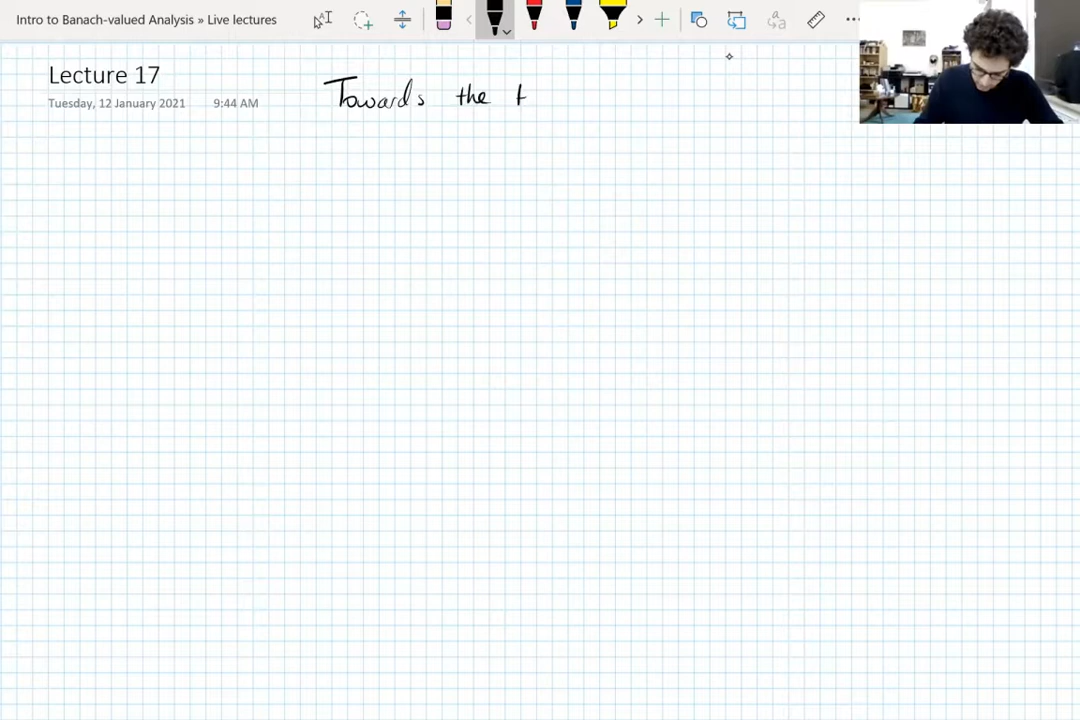 Intro to Banach-valued Analysis » Live lectures
Lecture 17
Tuesday, 12 January 2021 9:44 AM
Towards the t